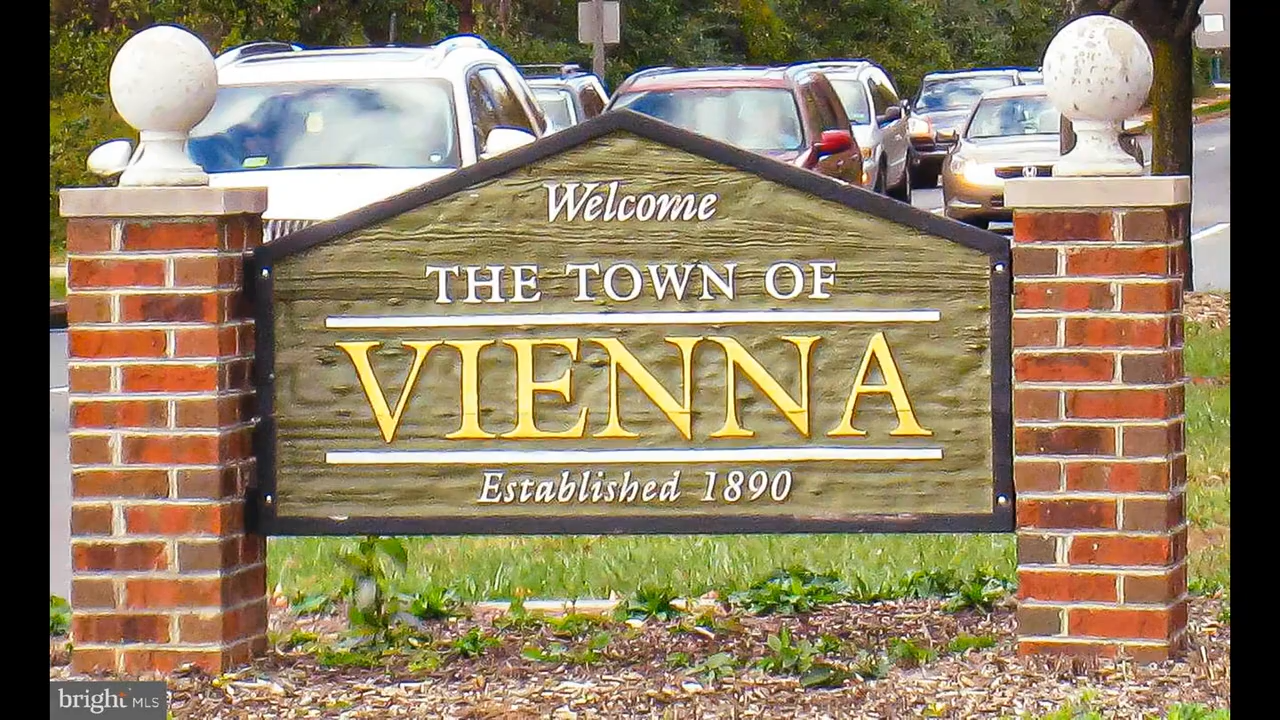 Welcome
THE TOWN OF
VIENNA
Established 1890
bright MLS